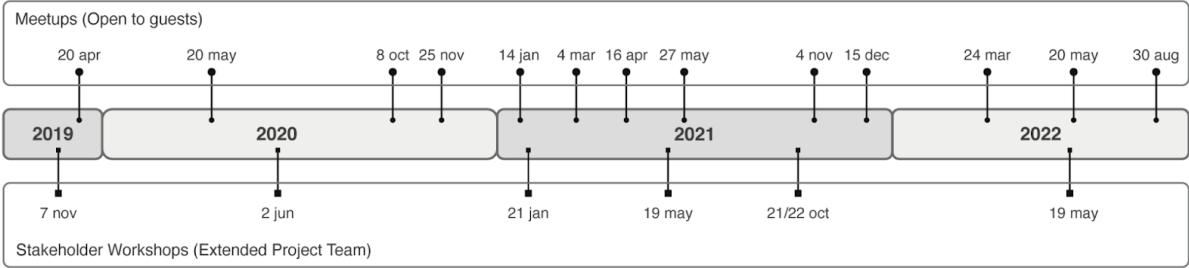 Meetups (Open to guests)
20 apr 20 may 8 oct 25 nov 14 jan 4 mar 16 apr 27 may 4 nov 15 dec 24 mar 20 may 30 aug
2019 2020 2021 2022
7 nov 2 jun 21 jan 19 may 21/22 oct 19 may
Stakeholder Workshops (Extended Project Team)